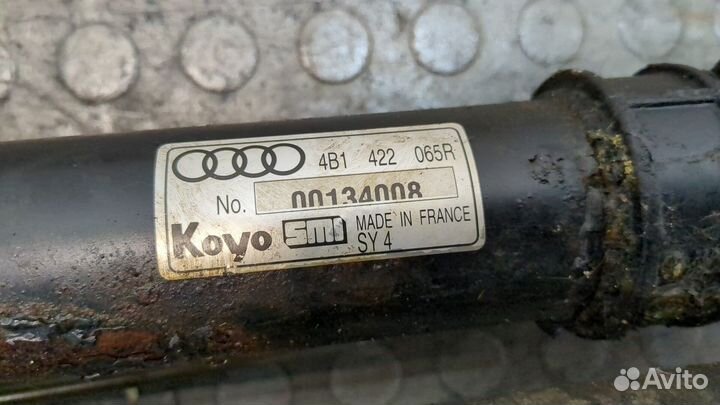 4B1 422 065R
No. 00134008
Koyo smi MADE IN FRANCE
SY 4
Avito